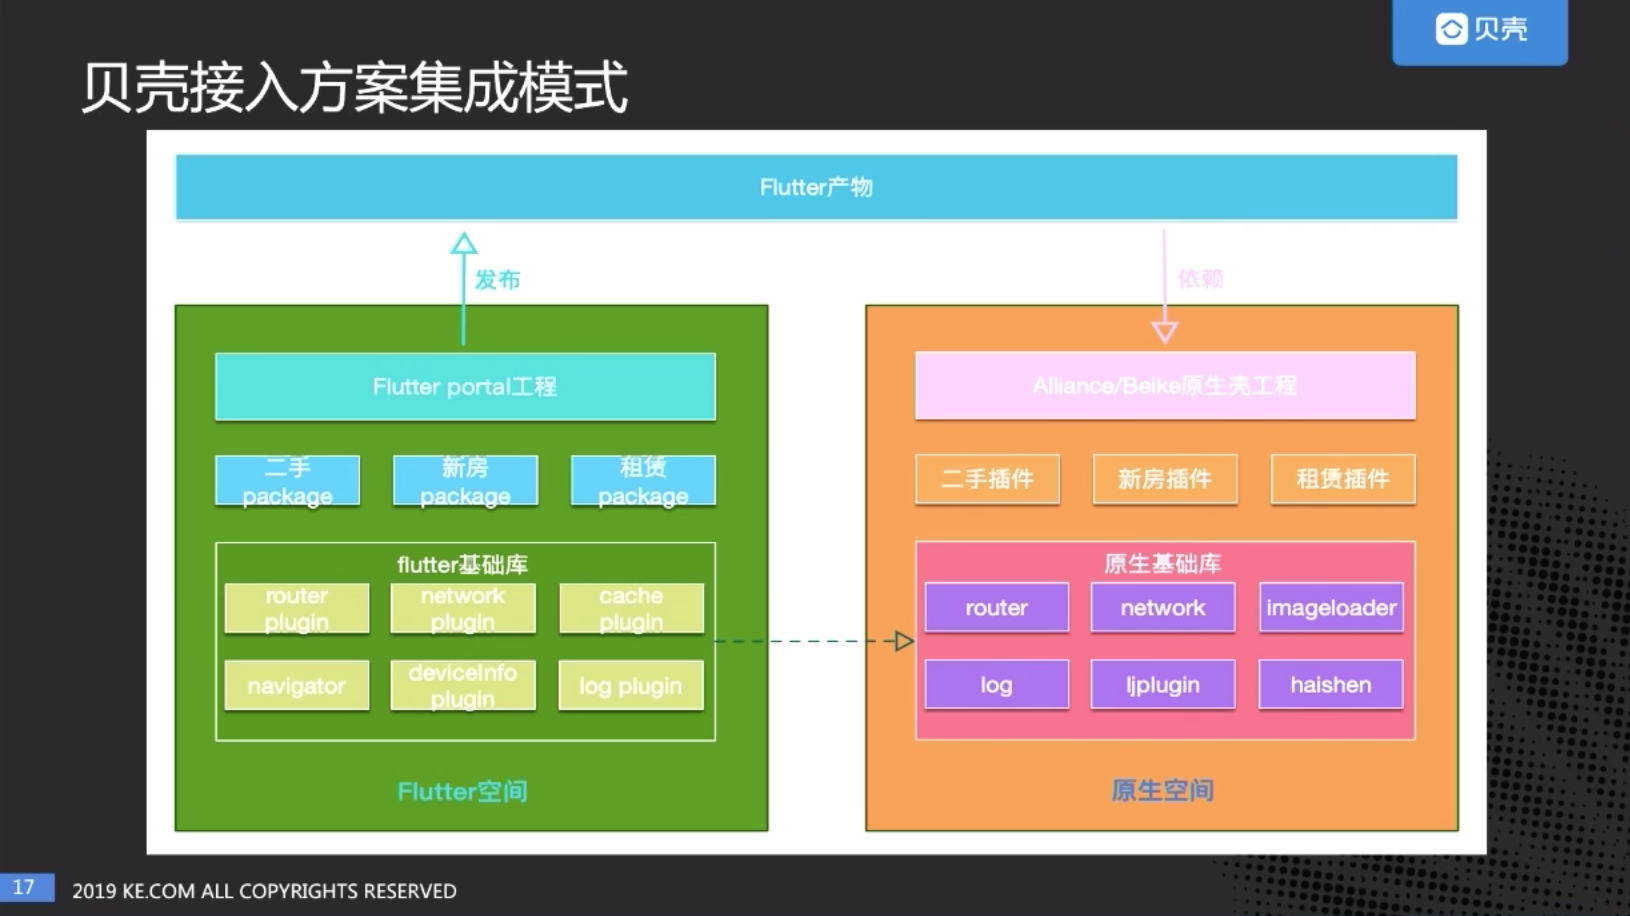 贝壳
贝壳接入方案集成模式
Flutter产物
发布
依赖
Flutter portal工程
二手
package
新房
package
租赁
package
flutter基础库
router
plugin
network
plugin
cache
plugin
navigator
deviceInfo
plugin
log plugin
Flutter空间
Alliance/Beike原生壳工程
二手插件
新房插件
租赁插件
原生基础库
router
network
imageloader
log
ljplugin
haishen
原生空间
17
2019 KE.COM ALL COPYRIGHTS RESERVED